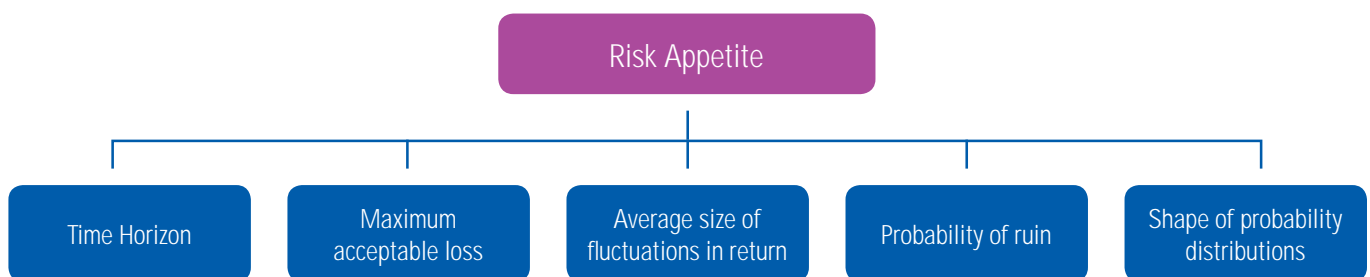 Risk Appetite
Time Horizon
Maximum
acceptable loss
Average size of
fluctuations in return
Probability of ruin
Shape of probability
distributions